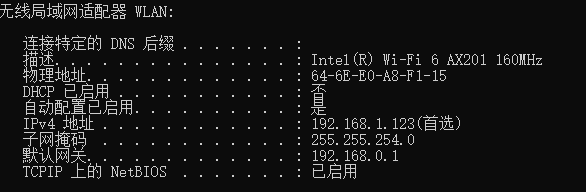 无线局域网适配器 WLAN:
连接特定的 DNS 后缀 . . . . . . . :
描述. . . . . . . . . . . . . . . : Intel(R) Wi-Fi 6 AX201 160MHz
物理地址. . . . . . . . . . . . . : 64-6E-E0-A8-F1-15
DHCP 已启用 . . . . . . . . . . . : 否
自动配置已启用. . . . . . . . . . : 是
IPv4 地址 . . . . . . . . . . . . : 192.168.1.123(首选)
子网掩码 . . . . . . . . . . . . : 255.255.254.0
默认网关. . . . . . . . . . . . . : 192.168.0.1
TCPIP 上的 NetBIOS . . . . . . . : 已启用